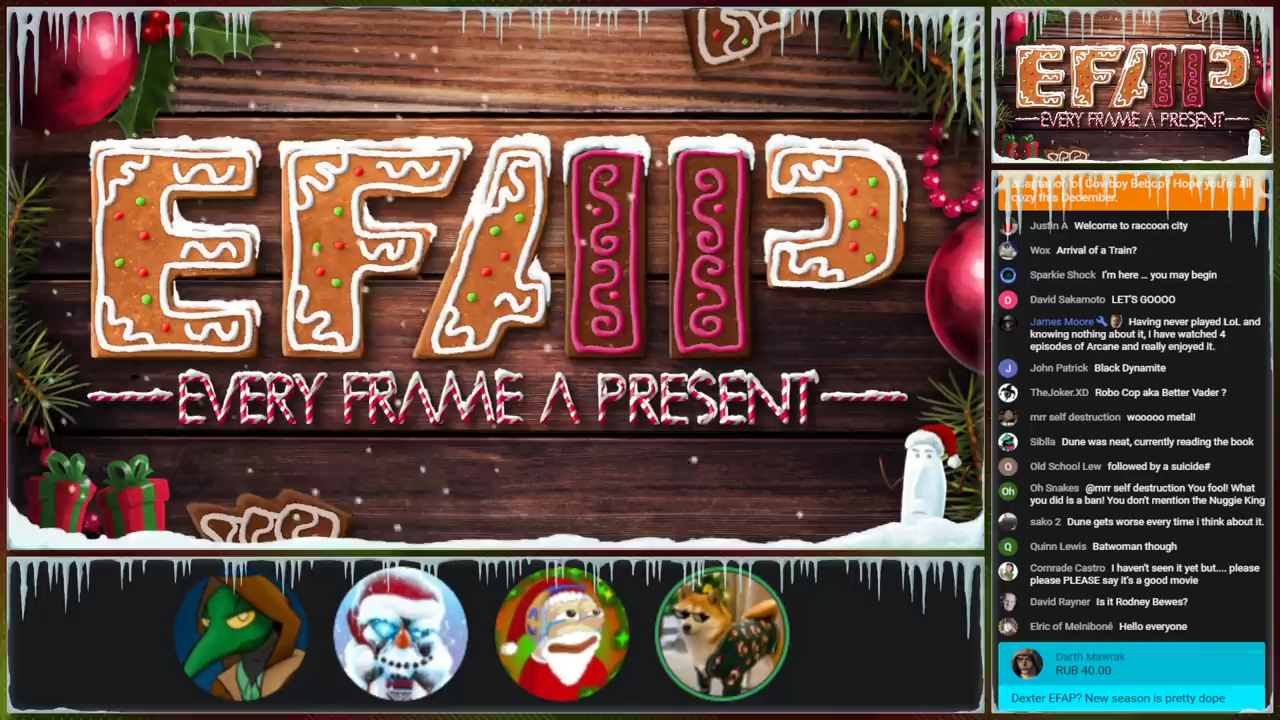 EFAIIP
EVERY FRAME A PRESENT
EFAIIP
EVERY FRAME A PRESENT
adaptation of Cowboy Bebop? Hope you're all
cozy this December.
Justin A Welcome to raccoon city
Wox Arrival of a Train?
Sparkie Shock I'm here .. you may begin
D David Sakamoto LET'S GOOOO
James Moore Having never played LoL and
knowing nothing about it, I have watched 4
episodes of Arcane and really enjoyed it.
J John Patrick Black Dynamite
TheJoker.XD Robo Cop aka Better Vader ?
mrr self destruction wooooo metal!
Siblla Dune was neat, currently reading the book
O Old School Lew followed by a suicide#
Oh Oh Snakes @mrr self destruction You fool! What
you did is a ban! You don't mention the Nuggie King
sako 2 Dune gets worse every time i think about it.
Q Quinn Lewis Batwoman though
Comrade Castro I haven't seen it yet but.... please
please PLEASE say it's a good movie
David Rayner Is it Rodney Bewes?
Elric of Melniboné Hello everyone
Darth Mawrak
RUB 40.00
Dexter EFAP? New season is pretty dope